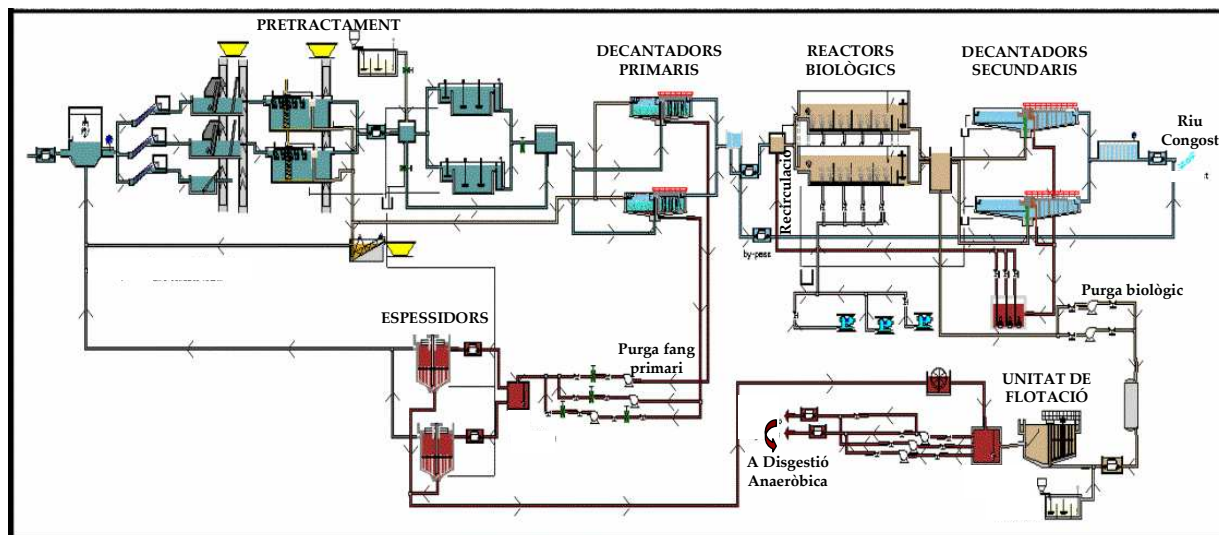 PRETRACTAMENT
DECANTADORS
PRIMARIS
REACTORS
BIOLÒGICS
DECANTADORS
SECUNDARIS
Riu
Congost
Recirculació
by-pass
Purga biològic
ESPESSIDORS
Purga fang
primari
UNITAT DE
FLOTACIÓ
A Disgestió
Anaeròbica